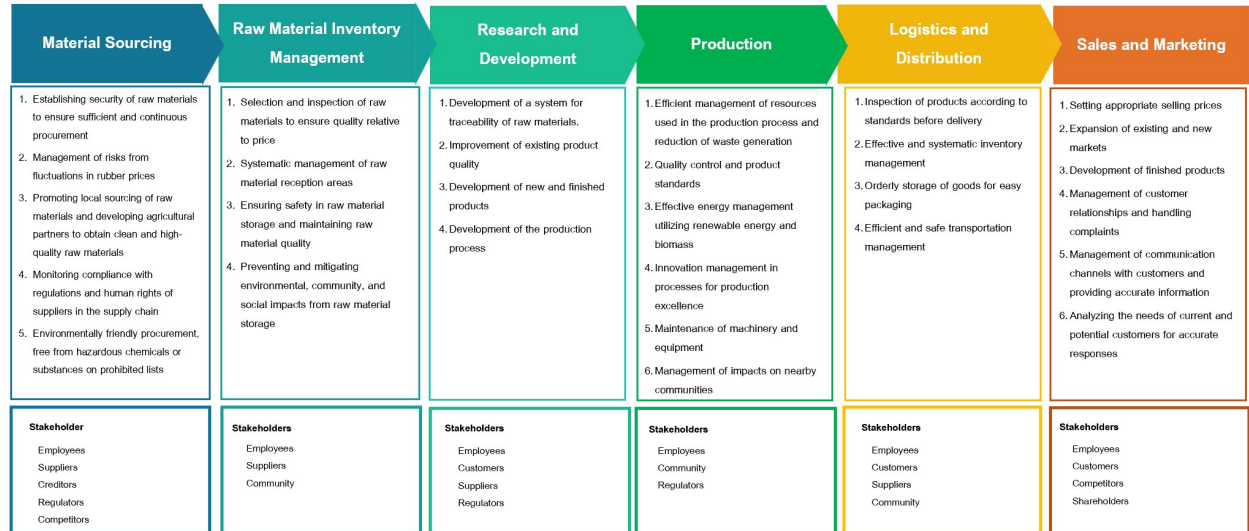 Material Sourcing
1. Establishing security of raw materials
to ensure sufficient and continuous
procurement
2. Management of risks from
fluctuations in rubber prices
3. Promoting local sourcing of raw
materials and developing agricultural
partners to obtain clean and high-
quality raw materials
4. Monitoring compliance with
regulations and human rights of
suppliers in the supply chain
5. Environmentally friendly procurement,
free from hazardous chemicals or
substances on prohibited lists
Stakeholder
Employees
Suppliers
Creditors
Regulators
Competitors
Raw Material Inventory
Management
1. Selection and inspection of raw
materials to ensure quality relative
to price
2. Systematic management of raw
material reception areas
3. Ensuring safety in raw material
storage and maintaining raw
material quality
4. Preventing and mitigating
environmental, community, and
social impacts from raw material
storage
Stakeholders
Employees
Suppliers
Community
Research and
Development
1. Development of a system for
traceability of raw materials.
2. Improvement of existing product
quality
3. Development of new and finished
products
4. Development of the production
process
Stakeholders
Employees
Customers
Suppliers
Regulators
Production
1. Efficient management of resources
used in the production process and
reduction of waste generation
2. Quality control and product
standards
3. Effective energy management
utilizing renewable energy and
biomass
4. Innovation management in
processes for production
excellence
5. Maintenance of machinery and
equipment
6. Management of impacts on nearby
communities
Stakeholders
Employees
Community
Regulators
Logistics and
Distribution
1. Inspection of products according to
standards before delivery
2. Effective and systematic inventory
management
3. Orderly storage of goods for easy
packaging
4. Efficient and safe transportation
management
Stakeholders
Employees
Customers
Suppliers
Community
Sales and Marketing
1. Setting appropriate selling prices
2. Expansion of existing and new
markets
3. Development of finished products
4. Management of customer
relationships and handling
complaints
5. Management of communication
channels with customers and
providing accurate information
6. Analyzing the needs of current and
potential customers for accurate
responses
Stakeholders
Employees
Customers
Competitors
Shareholders